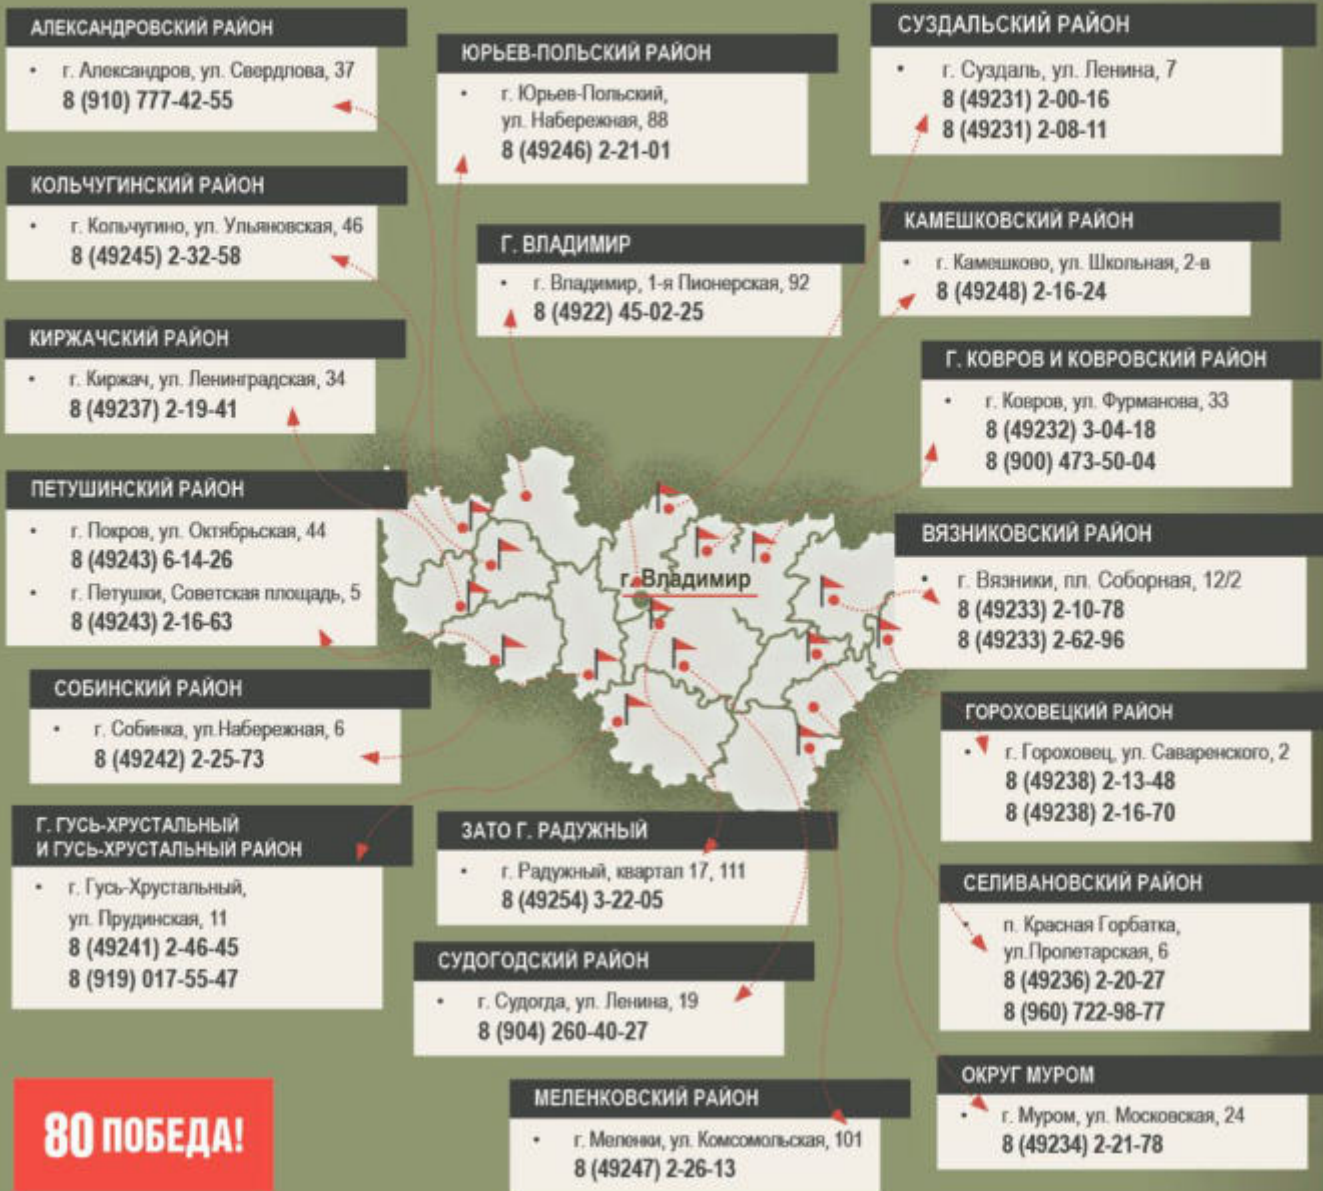 АЛЕКСАНДРОВСКИЙ РАЙОН
• г. Александров, ул. Свердлова, 37
8 (910) 777-42-55
ЮРЬЕВ-ПОЛЬСКИЙ РАЙОН
• г. Юрьев-Польский,
ул. Набережная, 88
8 (49246) 2-21-01
СУЗДАЛЬСКИЙ РАЙОН
• г. Суздаль, ул. Ленина, 7
8 (49231) 2-00-16
8 (49231) 2-08-11
КОЛЬЧУГИНСКИЙ РАЙОН
• г. Кольчугино, ул. Ульяновская, 46
8 (49245) 2-32-58
Г. ВЛАДИМИР
• г. Владимир, 1-я Пионерская, 92
8 (4922) 45-02-25
КАМЕШКОВСКИЙ РАЙОН
• г. Камешково, ул. Школьная, 2-в
8 (49248) 2-16-24
КИРЖАЧСКИЙ РАЙОН
• г. Киржач, ул. Ленинградская, 34
8 (49237) 2-19-41
Г. КОВРОВ И КОВРОВСКИЙ РАЙОН
• г. Ковров, ул. Фурманова, 33
8 (49232) 3-04-18
8 (900) 473-50-04
ПЕТУШИНСКИЙ РАЙОН
• г. Покров, ул. Октябрьская, 44
8 (49243) 6-14-26
• г. Петушки, Советская площадь, 5
8 (49243) 2-16-63
г. Владимир
ВЯЗНИКОВСКИЙ РАЙОН
• г. Вязники, пл. Соборная, 12/2
8 (49233) 2-10-78
8 (49233) 2-62-96
СОБИНСКИЙ РАЙОН
• г. Собинка, ул.Набережная, 6
8 (49242) 2-25-73
ГОРОХОВЕЦКИЙ РАЙОН
• г. Гороховец, ул. Саваренского, 2
8 (49238) 2-13-48
8 (49238) 2-16-70
Г. ГУСЬ-ХРУСТАЛЬНЫЙ
И ГУСЬ-ХРУСТАЛЬНЫЙ РАЙОН
• г. Гусь-Хрустальный,
ул. Прудинская, 11
8 (49241) 2-46-45
8 (919) 017-55-47
ЗАТО Г. РАДУЖНЫЙ
• г. Радужный, квартал 17, 111
8 (49254) 3-22-05
СЕЛИВАНОВСКИЙ РАЙОН
• п. Красная Горбатка,
ул.Пролетарская, 6
8 (49236) 2-20-27
8 (960) 722-98-77
СУДОГОДСКИЙ РАЙОН
• г. Судогда, ул. Ленина, 19
8 (904) 260-40-27
ОКРУГ МУРОМ
• г. Муром, ул. Московская, 24
8 (49234) 2-21-78
80 ПОБЕДА!
МЕЛЕНКОВСКИЙ РАЙОН
• г. Меленки, ул. Комсомольская, 101
8 (49247) 2-26-13